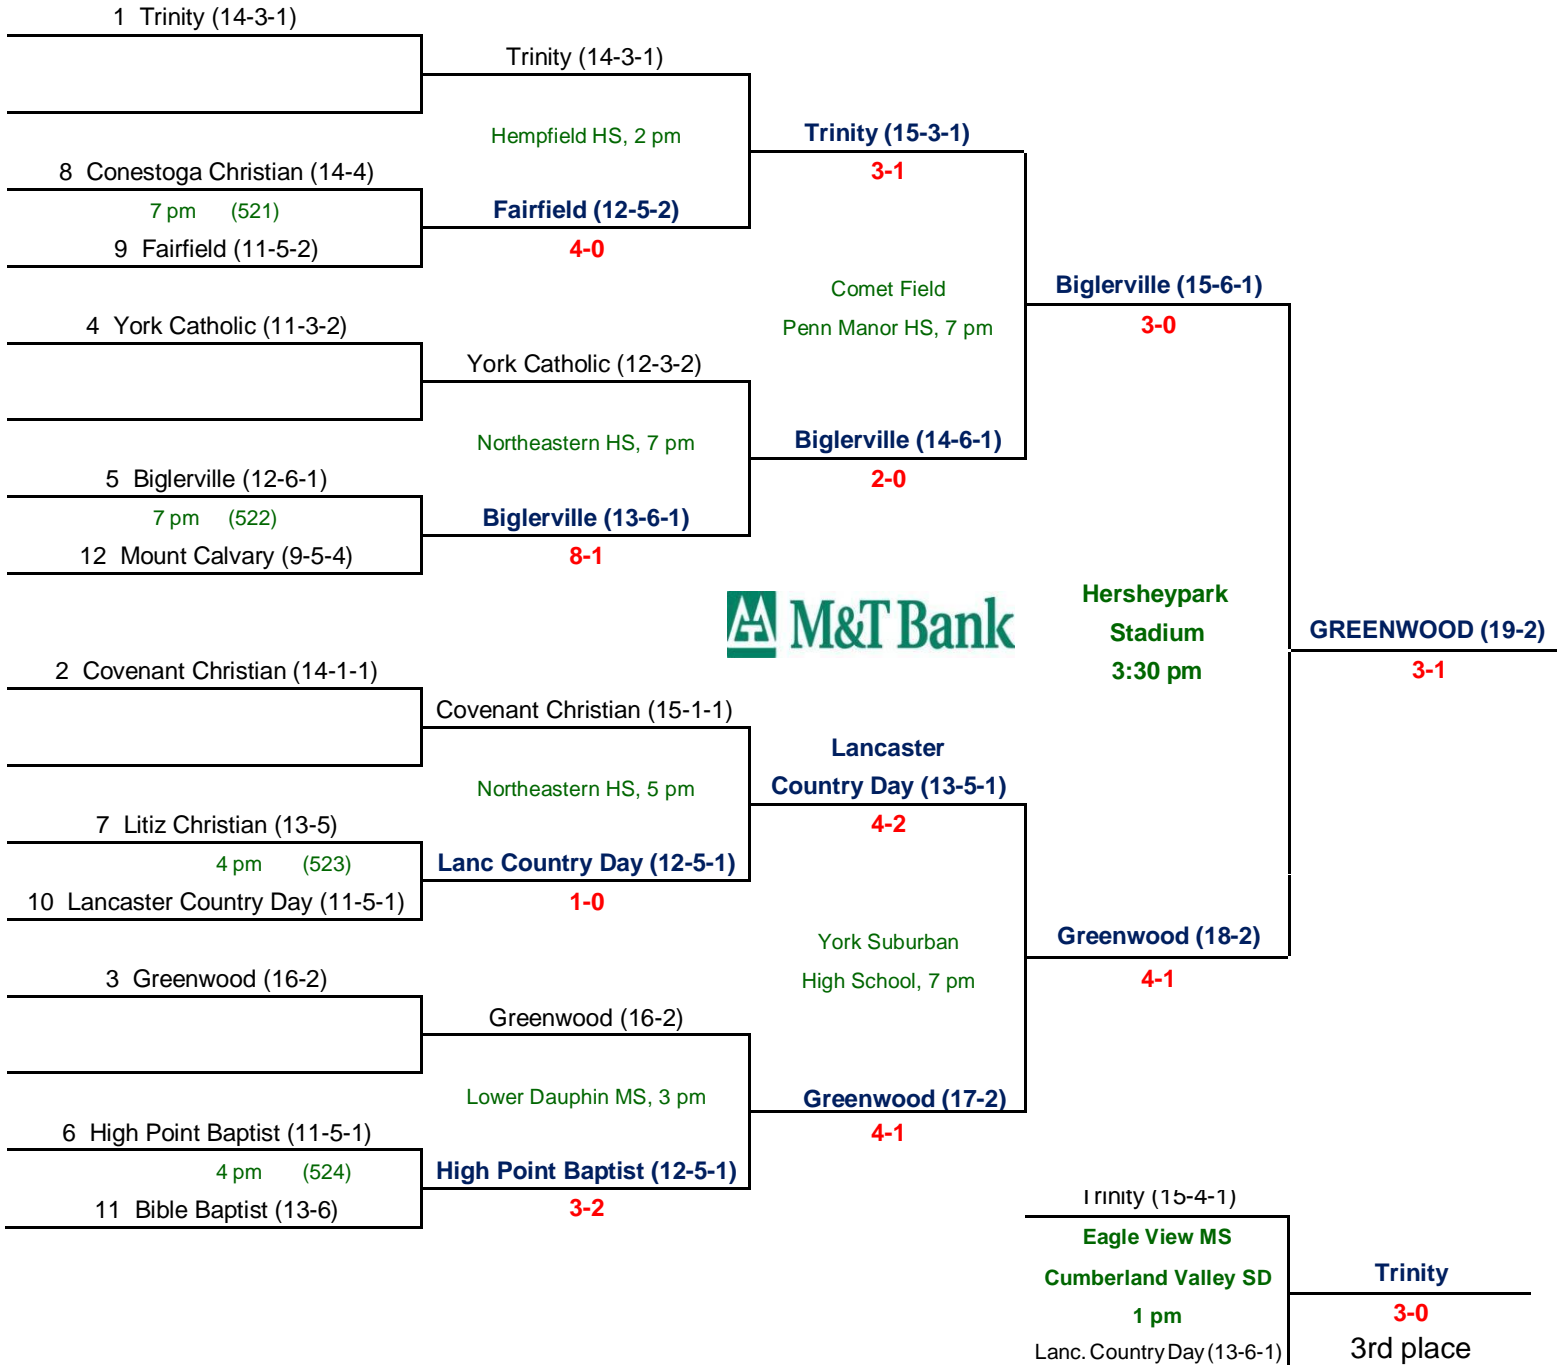 1 Trinity (14-3-1)
Trinity (14-3-1)
Hempfield HS, 2 pm
Trinity (15-3-1)
3-1
8 Conestoga Christian (14-4)
7 pm (521)
Fairfield (12-5-2)
9 Fairfield (11-5-2)
4-0
Comet Field
Penn Manor HS, 7 pm
Biglerville (15-6-1)
3-0
4 York Catholic (11-3-2)
York Catholic (12-3-2)
Northeastern HS, 7 pm
Biglerville (14-6-1)
2-0
5 Biglerville (12-6-1)
7 pm (522)
Biglerville (13-6-1)
12 Mount Calvary (9-5-4)
8-1
M&T Bank
Hersheypark
Stadium
3:30 pm
GREENWOOD (19-2)
3-1
2 Covenant Christian (14-1-1)
Covenant Christian (15-1-1)
Northeastern HS, 5 pm
Lancaster
Country Day (13-5-1)
4-2
7 Litiz Christian (13-5)
4 pm (523)
Lanc Country Day (12-5-1)
10 Lancaster Country Day (11-5-1)
1-0
York Suburban
High School, 7 pm
Greenwood (18-2)
4-1
3 Greenwood (16-2)
Greenwood (16-2)
Lower Dauphin MS, 3 pm
Greenwood (17-2)
4-1
6 High Point Baptist (11-5-1)
4 pm (524)
High Point Baptist (12-5-1)
11 Bible Baptist (13-6)
3-2
Trinity (15-4-1)
Eagle View MS
Cumberland Valley SD
1 pm
Lanc. Country Day (13-6-1)
Trinity
3-0
3rd place